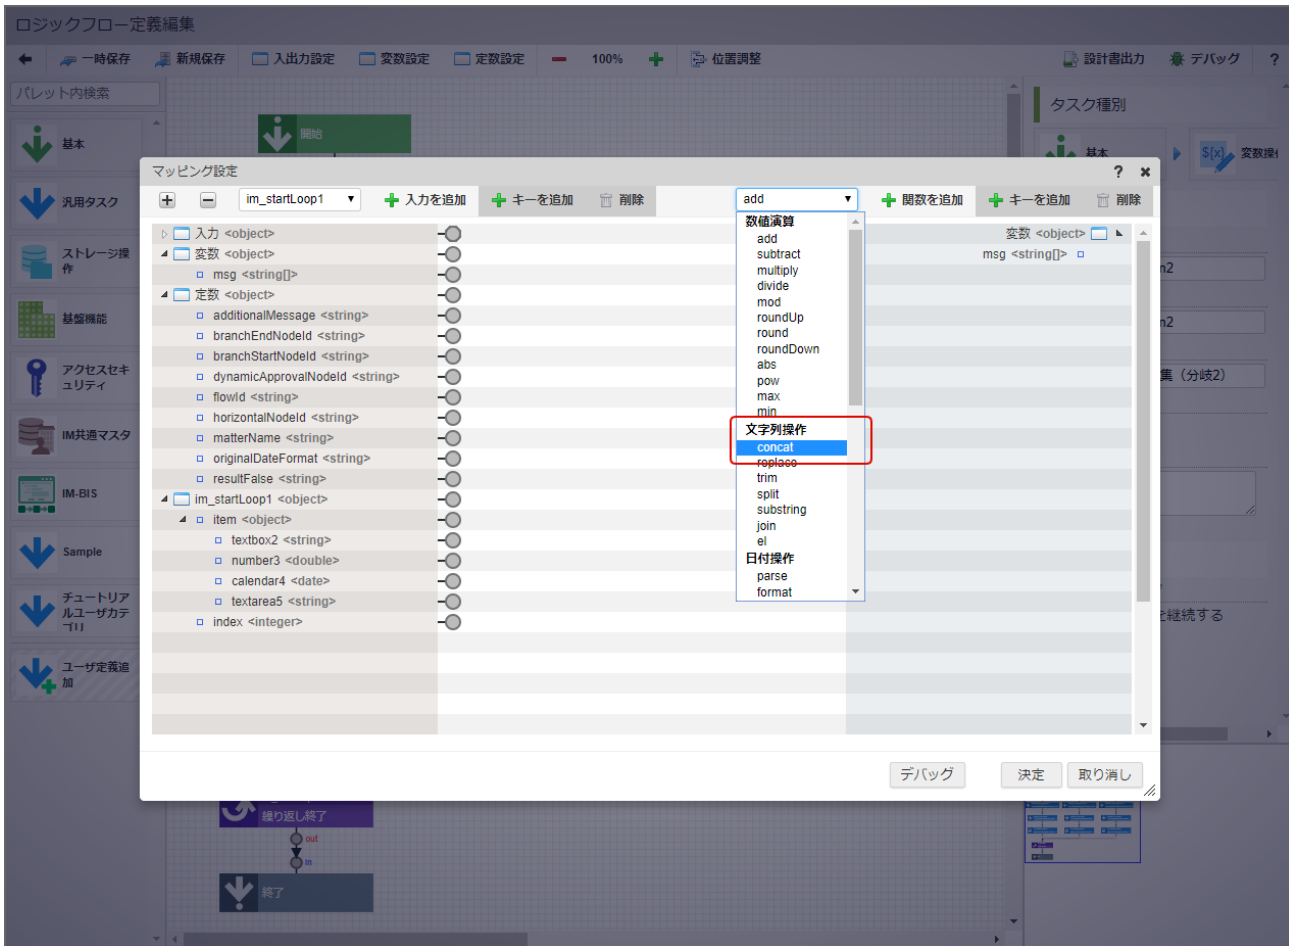 ロジックフロー定義編集
一時保存 新規保存 入出力設定 変数設定 定数設定 100% 位置調整 設計書出力 デバッグ ?
パレット内検索
基本
汎用タスク
ストレージ操
作
基盤機能
アクセスセキ
ュリティ
IM共通マスタ
IM-BIS
Sample
チュートリア
ルユーザカテ
ゴリ
ユーザ定義追
加
開始
タスク種別
基本 ${x} 変数操
マッピング設定 ?
im_startLoop1 入力を追加 キーを追加 削除 add 関数を追加 キーを追加 削除
入力 <object>
変数 <object>
msg <string[]>
定数 <object>
additionalMessage <string>
branchEndNodeId <string>
branchStartNodeId <string>
dynamicApprovalNodeId <string>
flowId <string>
horizontalNodeId <string>
matterName <string>
originalDateFormat <string>
resultFalse <string>
im_startLoop1 <object>
item <object>
textbox2 <string>
number3 <double>
calendar4 <date>
textarea5 <string>
index <integer>
数値演算
add
subtract
multiply
divide
mod
roundUp
round
roundDown
abs
pow
max
min
文字列操作
concat
replace
trim
split
substring
join
el
日付操作
parse
format
変数 <object>
msg <string[]>
n2
n2
集（分岐2）
を継続する
デバッグ 決定 取り消し
繰り返し終了
out
in
終了